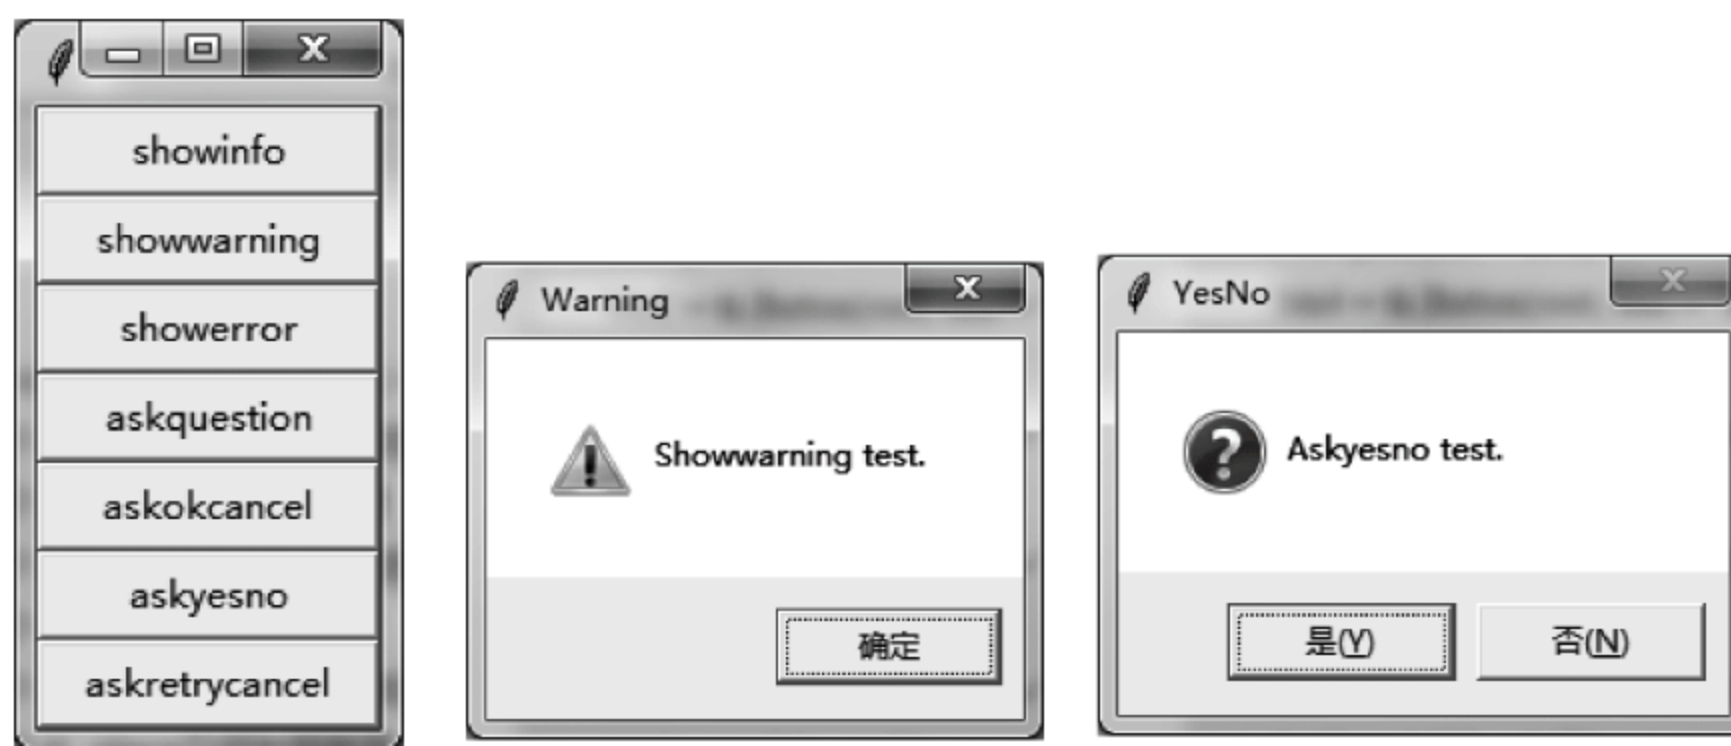 showinfo
showwarning
showerror
askquestion
askokcancel
askyesno
askretrycancel
Warning
Showwarning test.
确定
YesNo
Askyesno test.
是(Y)
否(N)